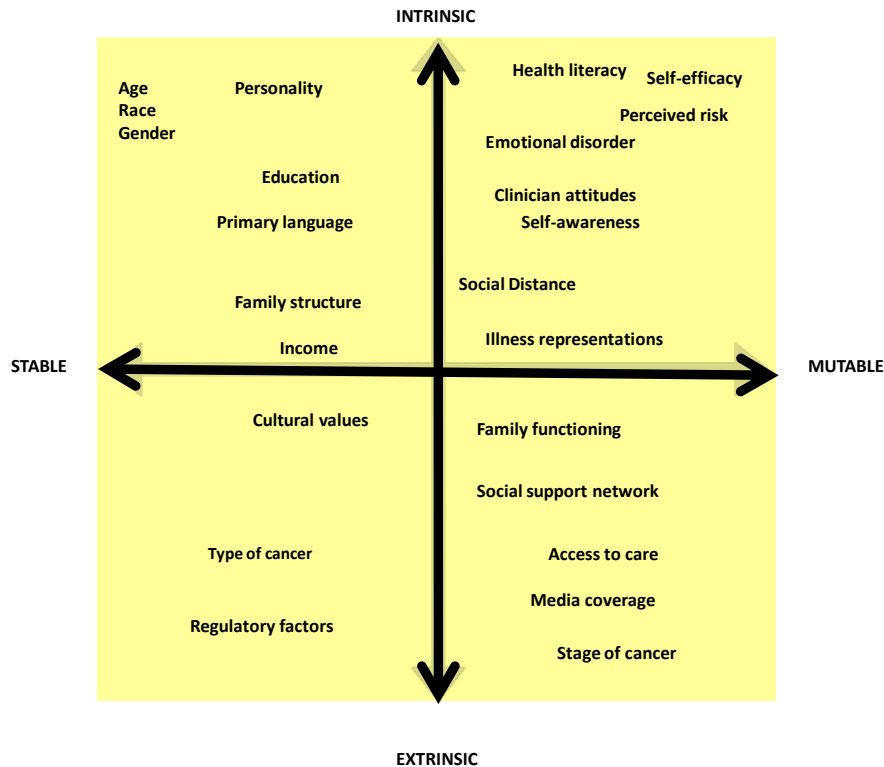 INTRINSIC
Health literacy
Self-efficacy
Age
Personality
Race
Perceived risk
Gender
Emotional disorder
Education
Clinician attitudes
Primary language
Self-awareness
Social Distance
Family structure
Illness representations
Income
STABLE
MUTABLE
Cultural values
Family functioning
Social support network
Type of cancer
Access to care
Media coverage
Regulatory factors
Stage of cancer
EXTRINSIC